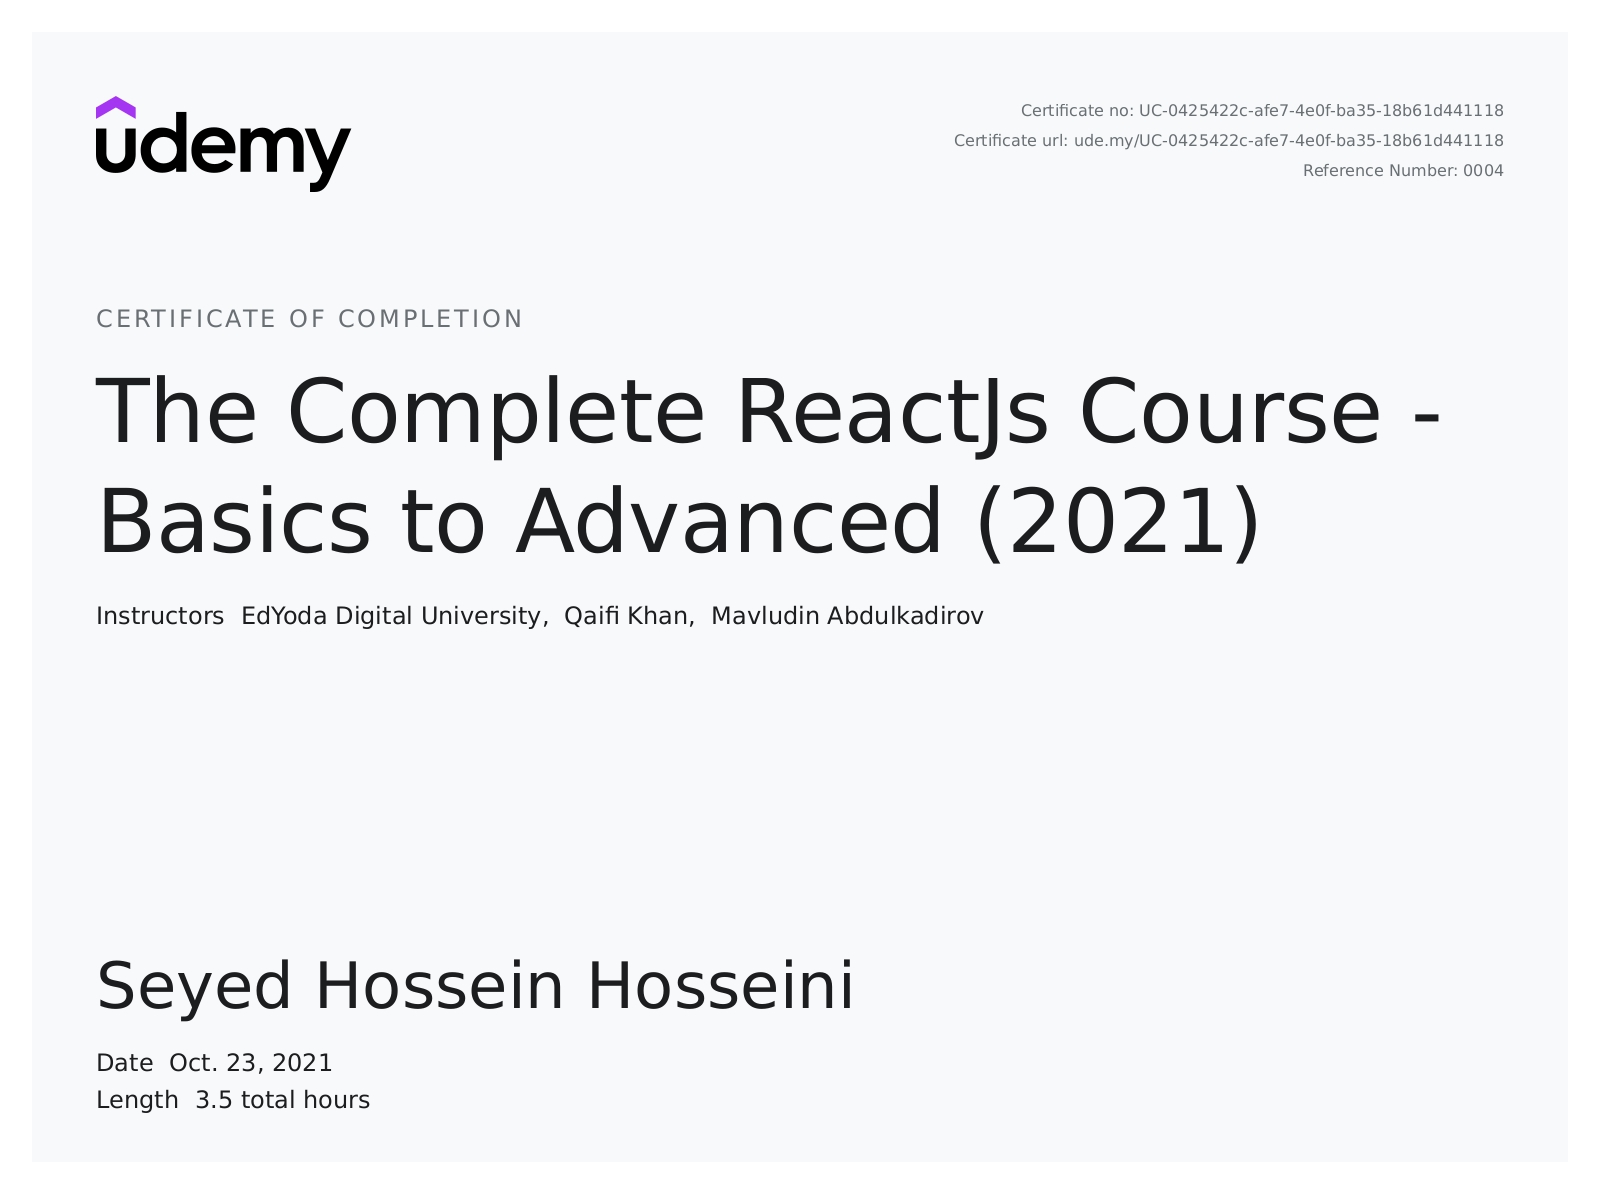 udemy
Certificate no: UC-0425422c-afe7-4e0f-ba35-18b61d441118
Certificate url: ude.my/UC-0425422c-afe7-4e0f-ba35-18b61d441118
Reference Number: 0004
CERTIFICATE OF COMPLETION
The Complete ReactJs Course -
Basics to Advanced (2021)
Instructors EdYoda Digital University, Qaifi Khan, Mavludin Abdulkadirov
Seyed Hossein Hosseini
Date Oct. 23, 2021
Length 3.5 total hours